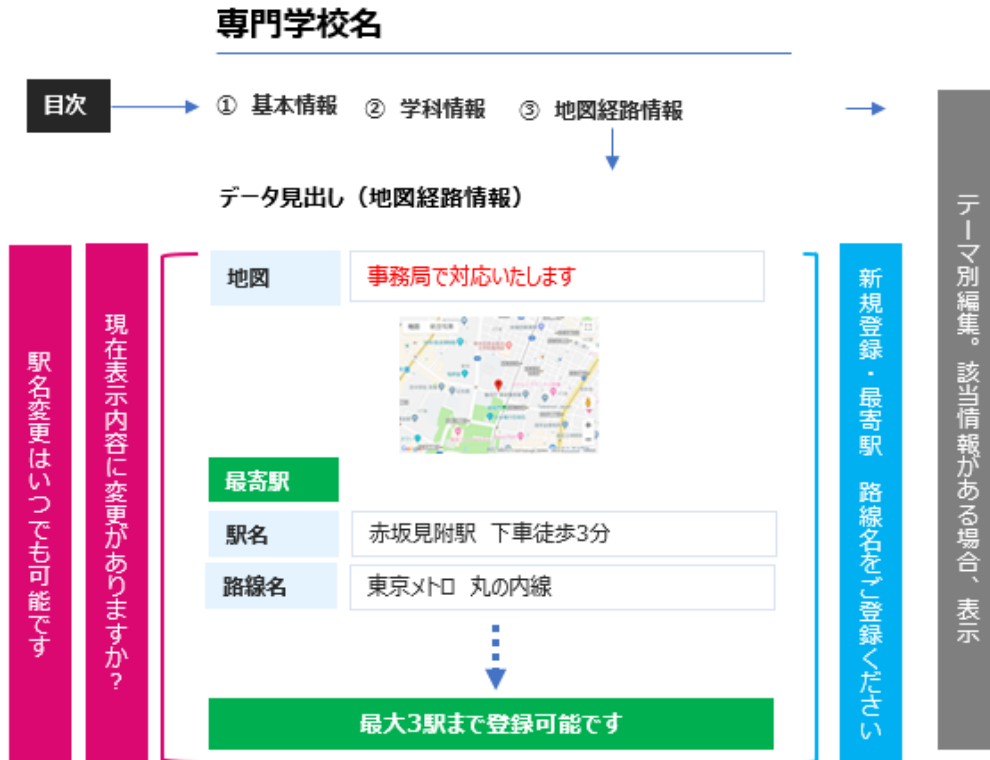 専門学校名
目次
① 基本情報 ② 学科情報 ③ 地図経路情報
データ見出し（地図経路情報）
駅名変更はいつでも可能です
現在表示内容に変更がありますか？
地図
事務局で対応いたします
最寄駅
駅名
赤坂見附駅 下車徒歩3分
路線名
東京メトロ 丸の内線
最大3駅まで登録可能です
新規登録・最寄駅 路線名をご登録ください
テーマ別編集。該当情報がある場合、表示